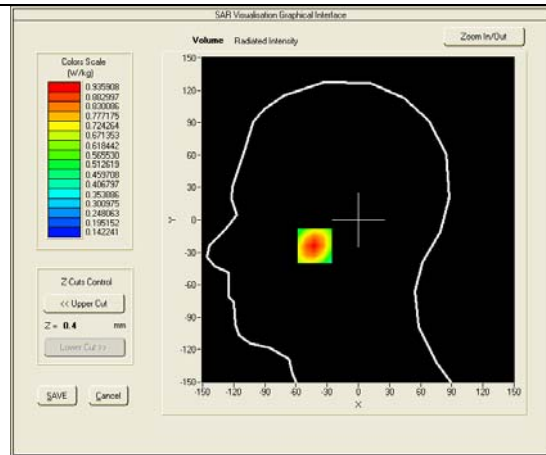 SAR Visualisation Graphical Interface
Volume Radiated Intensity
Zoom In/Out
Colors Scale
(W/kg)
0.935908
0.882997
0.830086
0.777175
0.724264
0.671353
0.618442
0.565530
0.512619
0.459708
0.406797
0.353886
0.300975
0.248063
0.195152
0.142241
Z Cuts Control
<< Upper Cut
Z = 0.4 mm
Lower Cut >>
SAVE
Cancel
150
120
90
60
30
0
-30
-60
-90
-120
-150
Y
-150 -120 -90 -60 -30 0 30 60 90 120 150
X